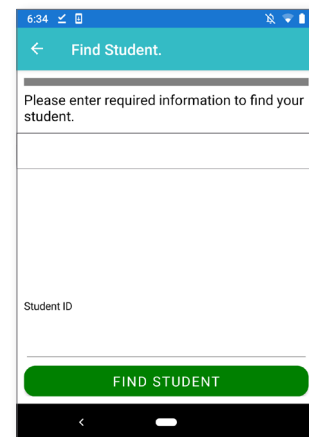 6:34
Find Student.
Please enter required information to find your
student.
Student ID
FIND STUDENT